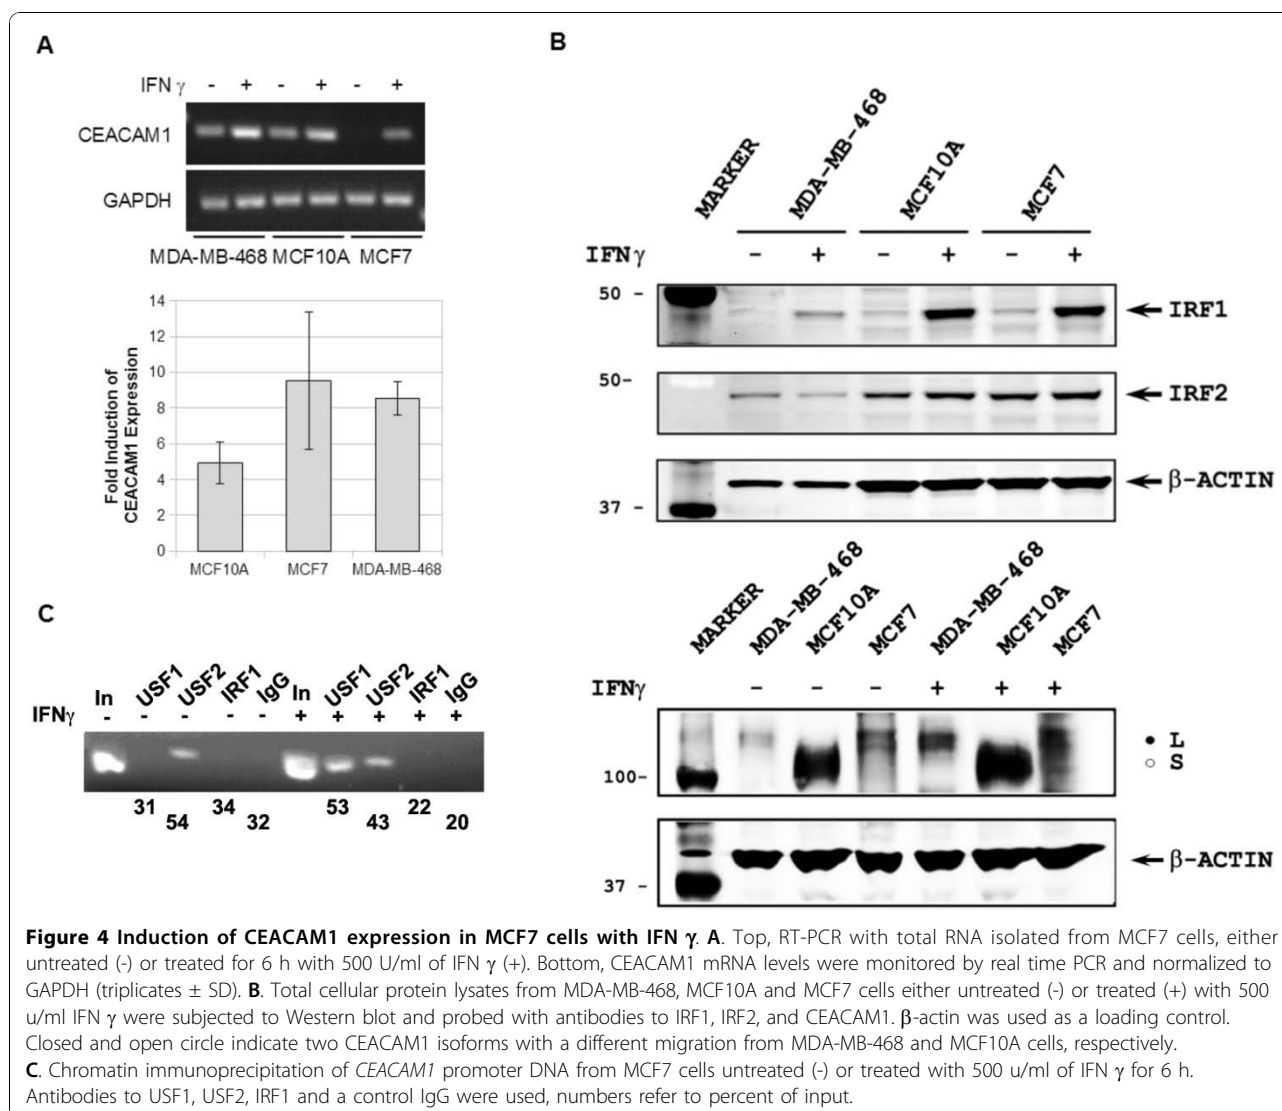 A
IFN γ - + - + - +
CEACAM1
GAPDH
MDA-MB-468 MCF10A MCF7
Fold Induction of
CEACAM1 Expression
14
12
10
8
6
4
2
0
MCF10A MCF7 MDA-MB-468
B
MARKER MDA-MB-468 MCF10A MCF7
IFNγ - + - + - +
50 - IRF1
50- IRF2
β-ACTIN
37 -
MARKER MDA-MB-468 MCF10A MCF7 MDA-MB-468 MCF10A MCF7
IFNγ - - - + + +
● L
○ S
100-
β-ACTIN
37 -
C
In USF1 USF2 IRF1 IgG In USF1 USF2 IRF1 IgG
IFNγ - - - - - + + + + +
31 34 53 22
54 32 43 20
Figure 4 Induction of CEACAM1 expression in MCF7 cells with IFN γ. A. Top, RT-PCR with total RNA isolated from MCF7 cells, either
untreated (-) or treated for 6 h with 500 U/ml of IFN γ (+). Bottom, CEACAM1 mRNA levels were monitored by real time PCR and normalized to
GAPDH (triplicates ± SD). B. Total cellular protein lysates from MDA-MB-468, MCF10A and MCF7 cells either untreated (-) or treated (+) with 500
u/ml IFN γ were subjected to Western blot and probed with antibodies to IRF1, IRF2, and CEACAM1. β-actin was used as a loading control.
Closed and open circle indicate two CEACAM1 isoforms with a different migration from MDA-MB-468 and MCF10A cells, respectively.
C. Chromatin immunoprecipitation of CEACAM1 promoter DNA from MCF7 cells untreated (-) or treated with 500 u/ml of IFN γ for 6 h.
Antibodies to USF1, USF2, IRF1 and a control IgG were used, numbers refer to percent of input.